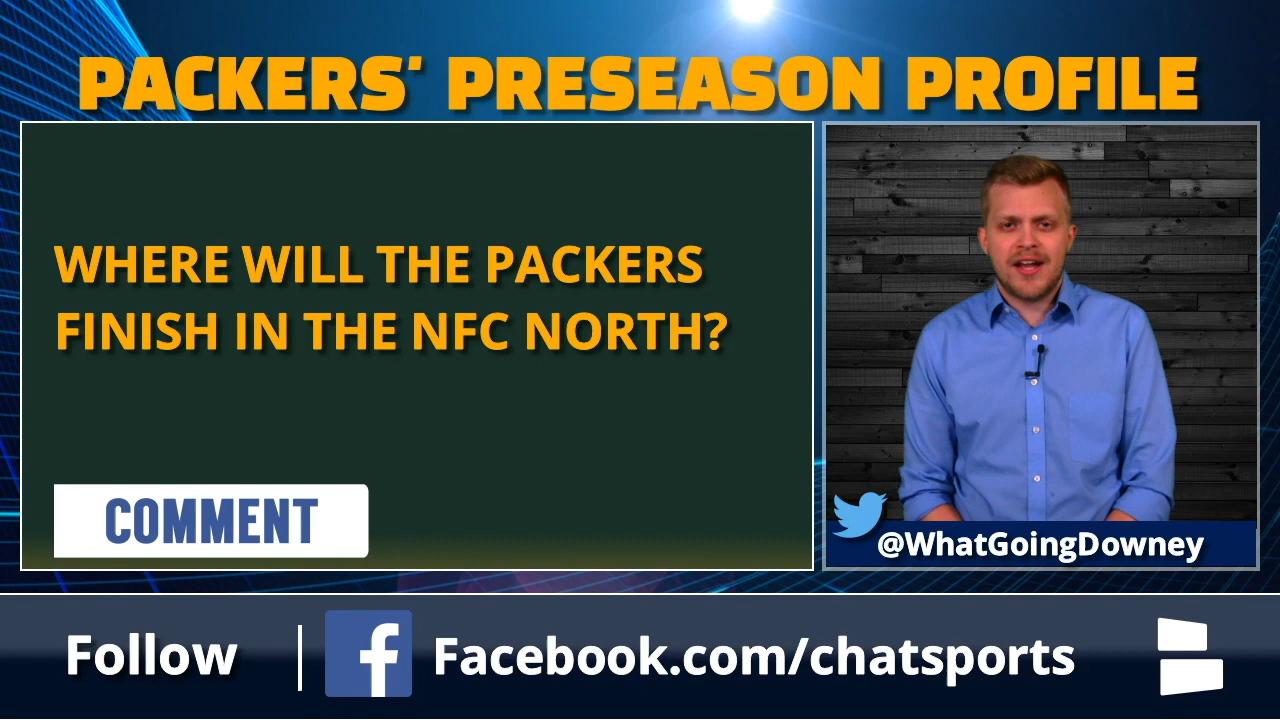 PACKERS' PRESEASON PROFILE
WHERE WILL THE PACKERS
FINISH IN THE NFC NORTH?
COMMENT
@WhatGoingDowney
Follow
Facebook.com/chatsports